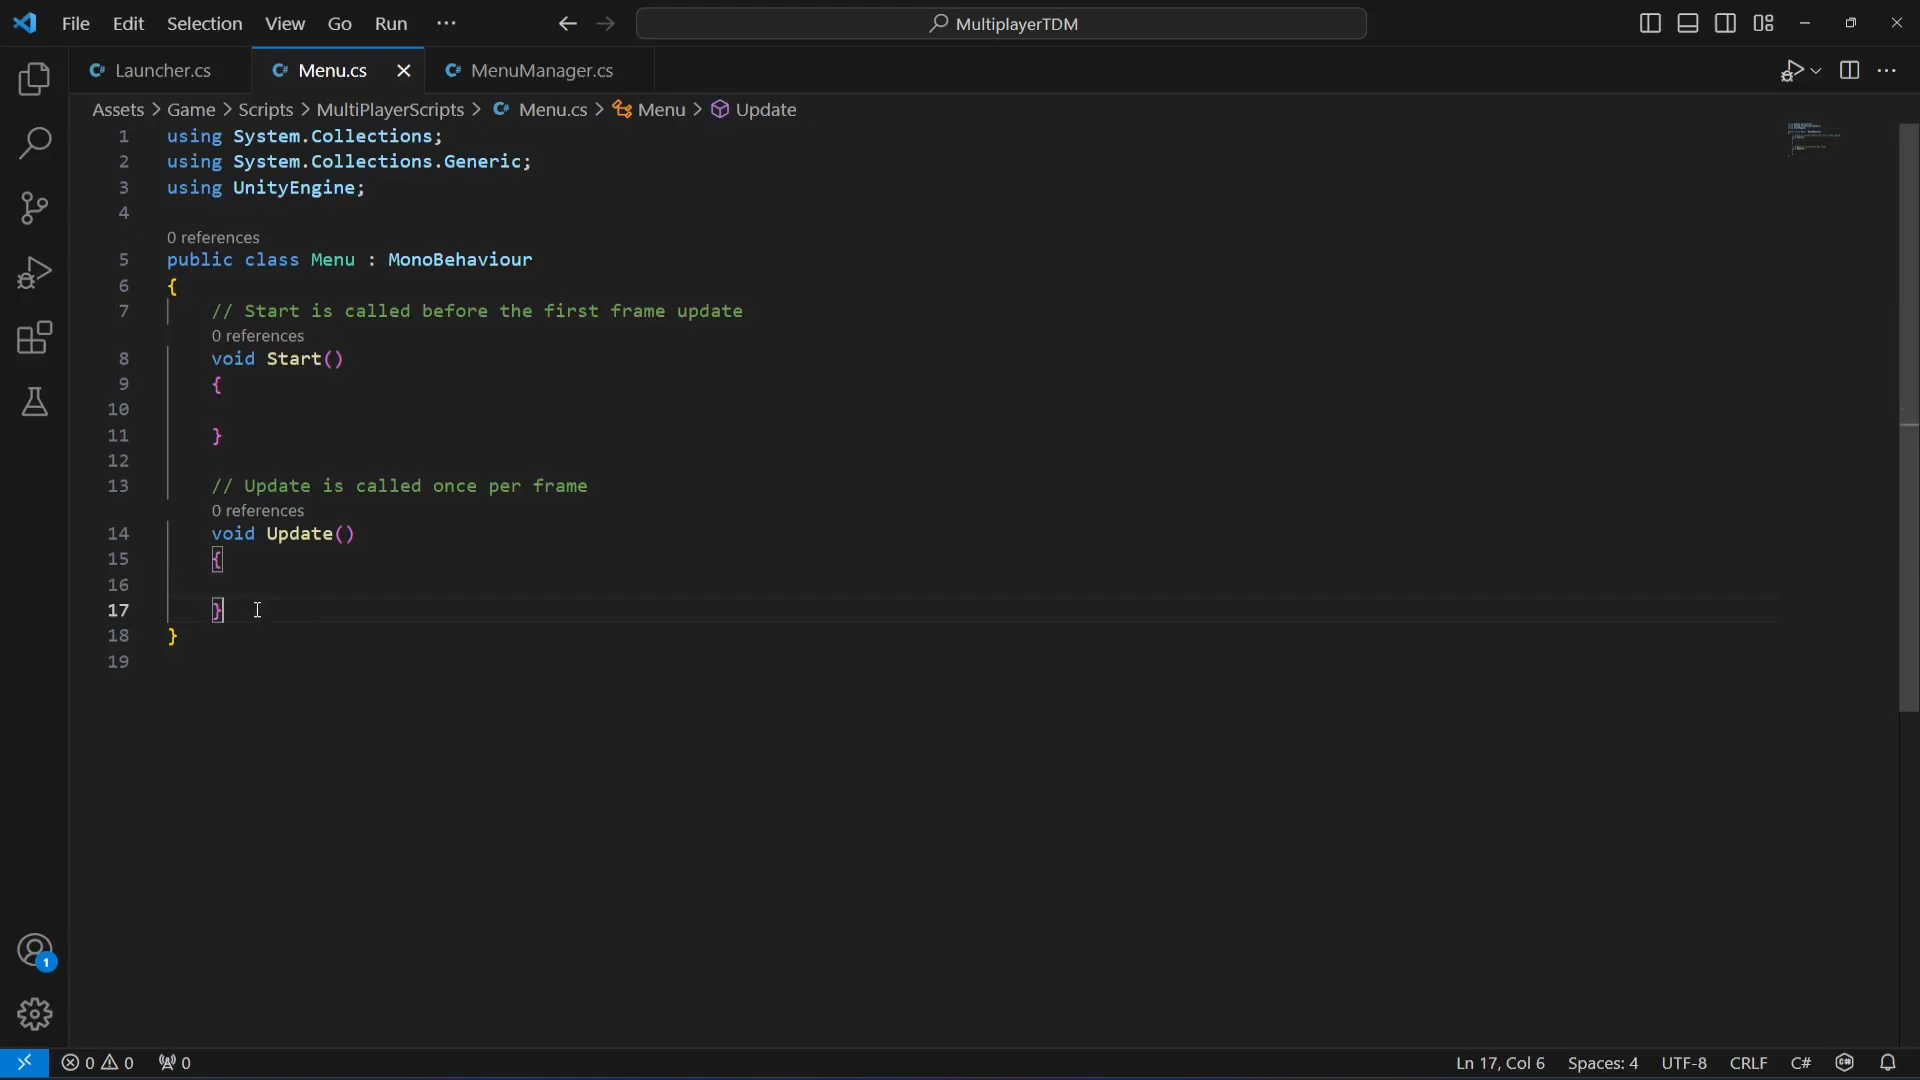 File Edit Selection View Go Run ··· MultiplayerTDM
Launcher.cs Menu.cs MenuManager.cs
Assets > Game > Scripts > MultiPlayerScripts > Menu.cs > Menu > Update
1 using System.Collections;
2 using System.Collections.Generic;
3 using UnityEngine;
4
0 references
5 public class Menu : MonoBehaviour
6 {
7 // Start is called before the first frame update
0 references
8 void Start()
9 {
10
11 }
12
13 // Update is called once per frame
0 references
14 void Update()
15 {
16
17 }
18 }
19
1
0 0 0 Ln 17, Col 6 Spaces: 4 UTF-8 CRLF C#